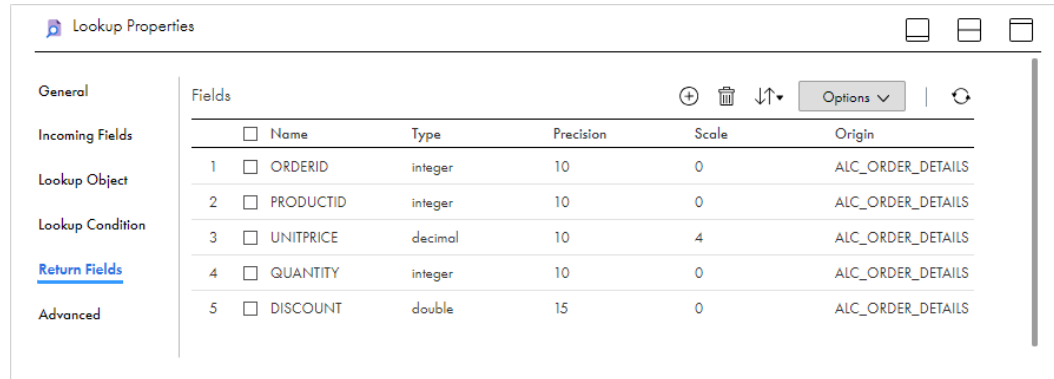 Lookup Properties
General
Incoming Fields
Lookup Object
Lookup Condition
Return Fields
Advanced
Fields
Options
Name Type Precision Scale Origin
1 ORDERID integer 10 0 ALC_ORDER_DETAILS
2 PRODUCTID integer 10 0 ALC_ORDER_DETAILS
3 UNITPRICE decimal 10 4 ALC_ORDER_DETAILS
4 QUANTITY integer 10 0 ALC_ORDER_DETAILS
5 DISCOUNT double 15 0 ALC_ORDER_DETAILS